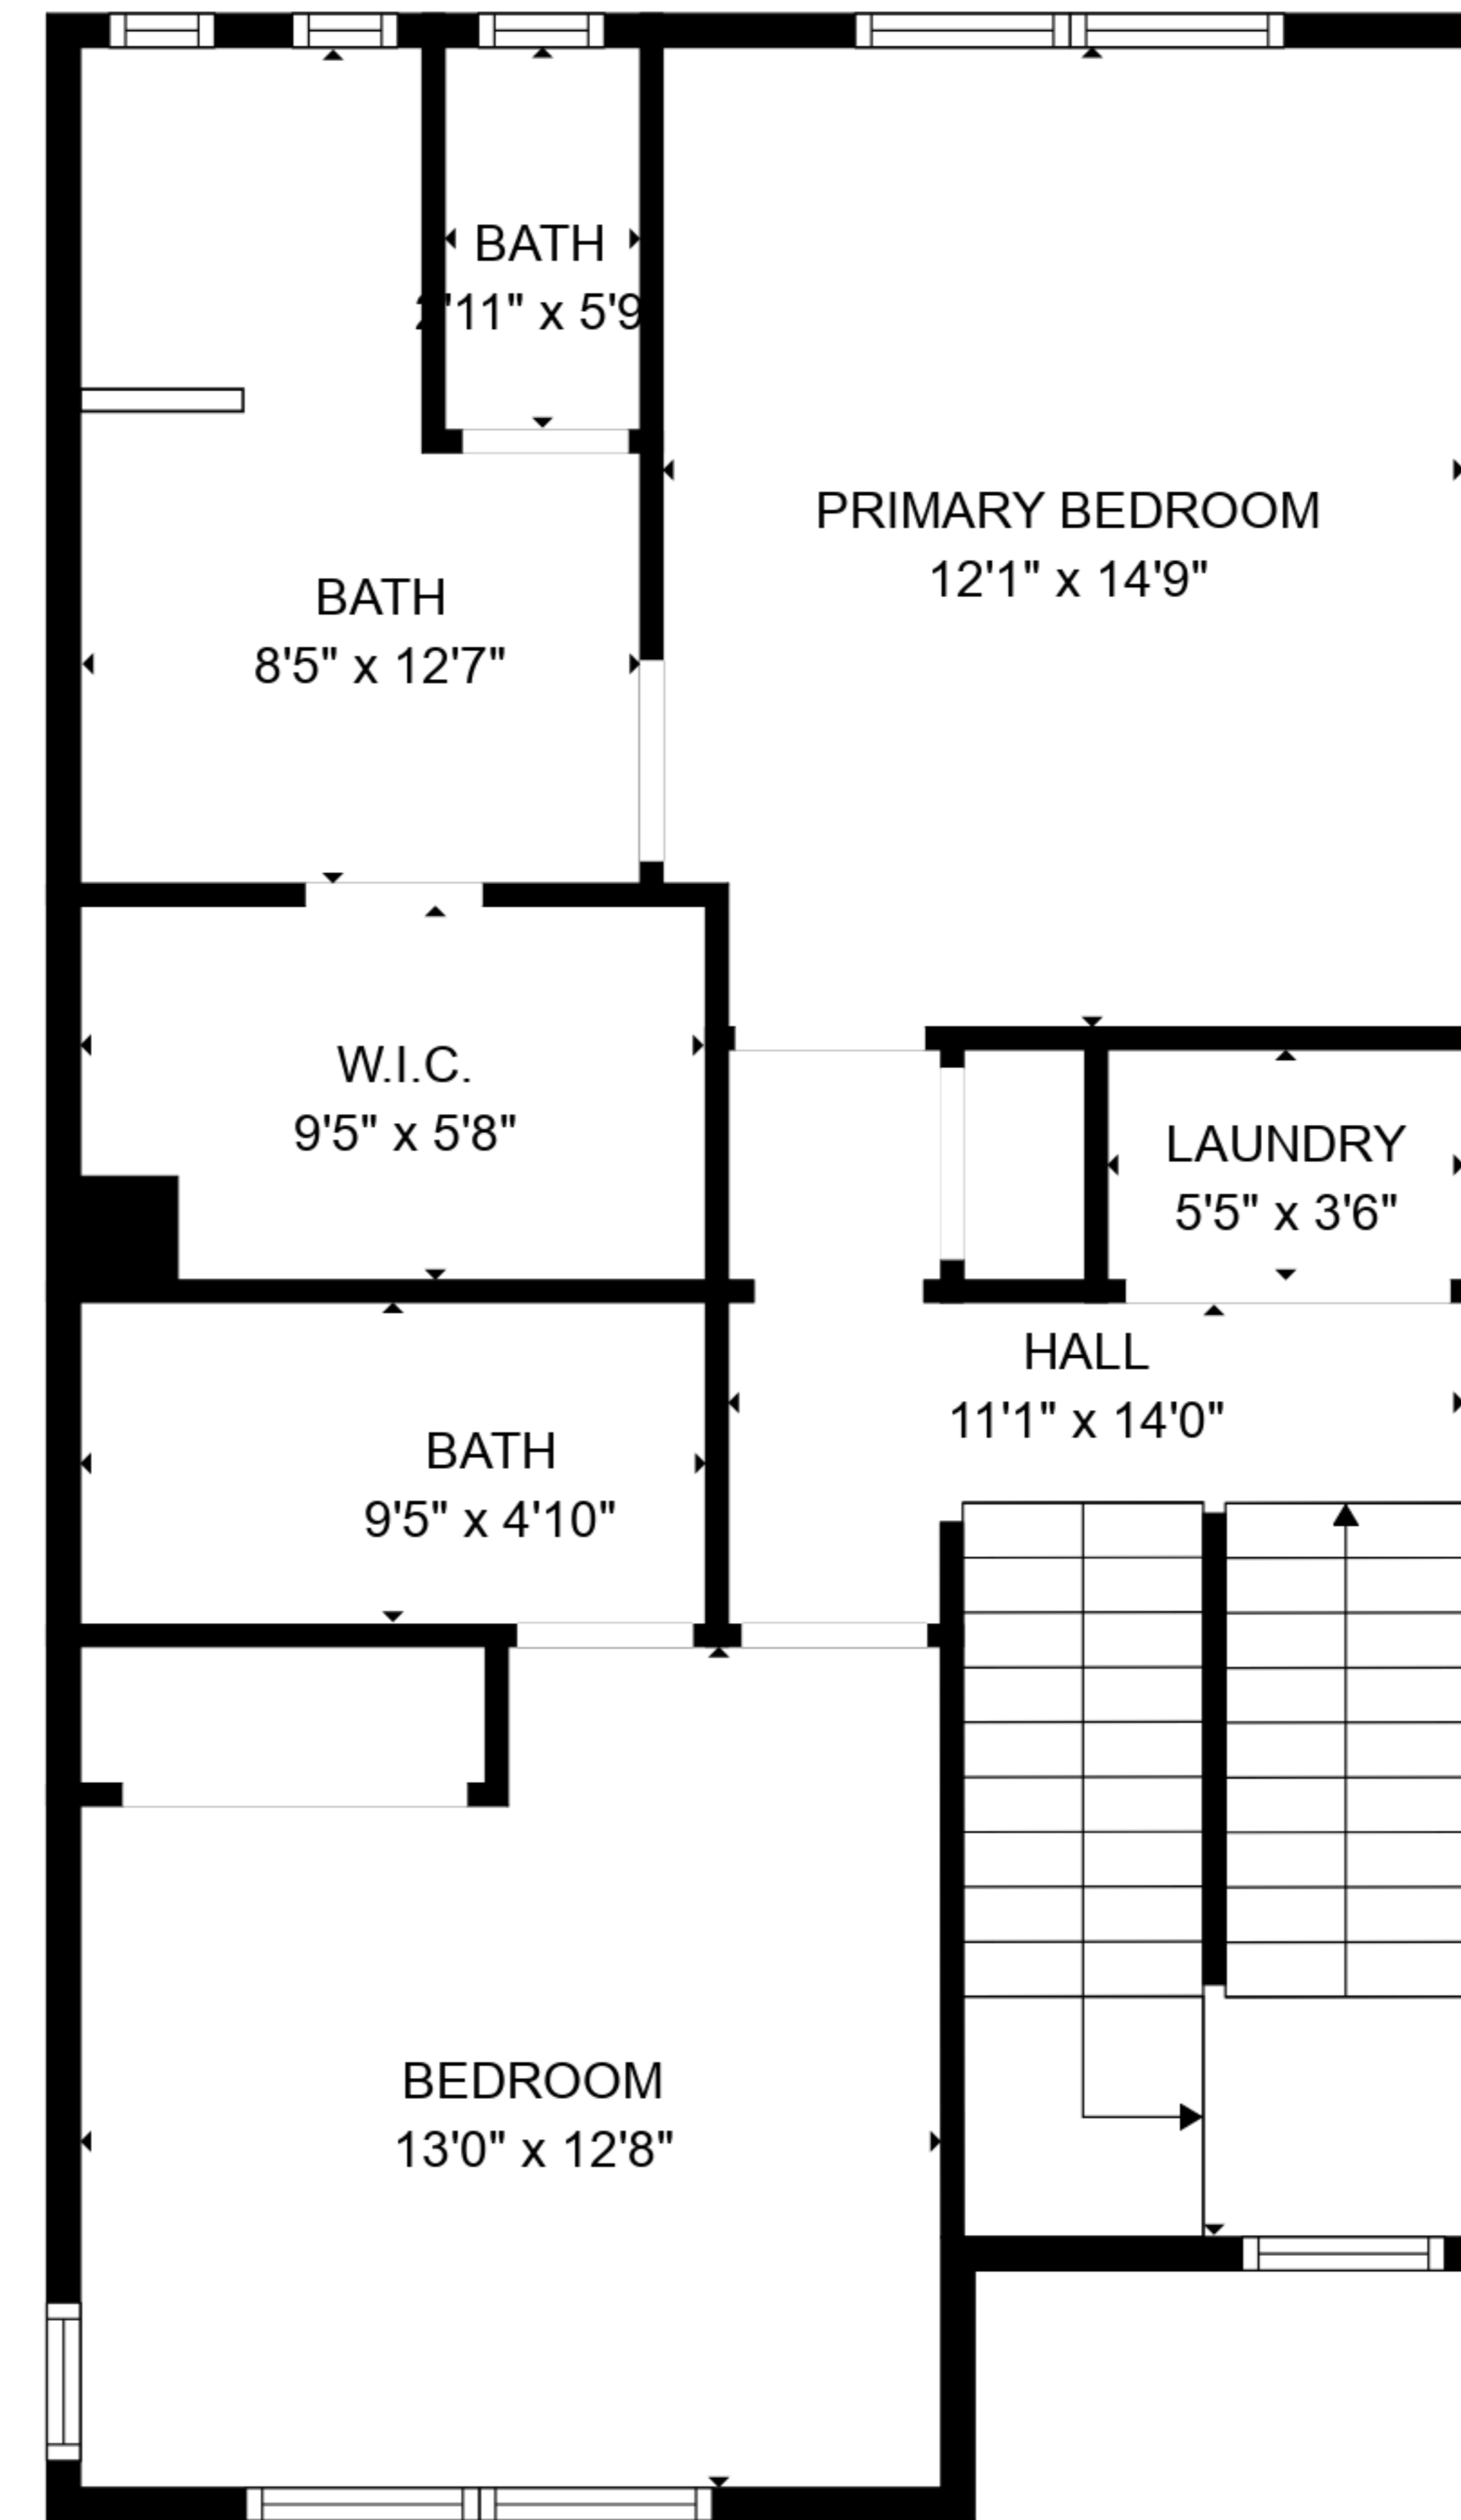 BATH
2'11" x 5'9
PRIMARY BEDROOM
12'1" x 14'9"
BATH
8'5" x 12'7"
W.I.C.
9'5" x 5'8"
LAUNDRY
5'5" x 3'6"
HALL
11'1" x 14'0"
BATH
9'5" x 4'10"
BEDROOM
13'0" x 12'8"